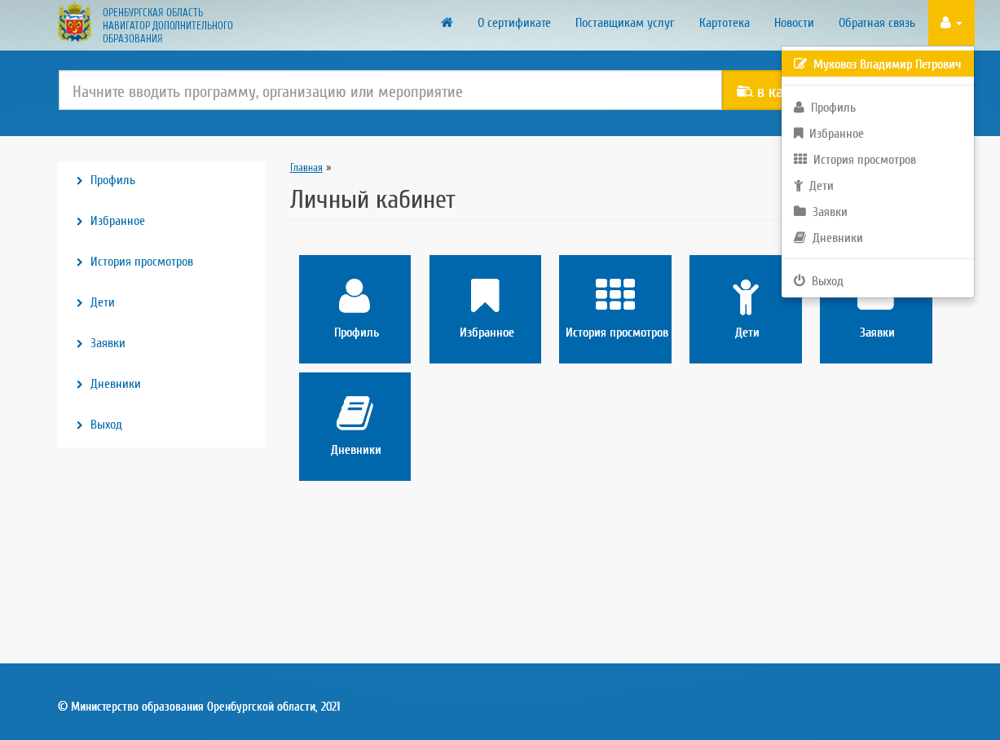 ОРЕНБУРГСКАЯ ОБЛАСТЬ
НАВИГАТОР ДОПОЛНИТЕЛЬНОГО
ОБРАЗОВАНИЯ
О сертификате
Поставщикам услуг
Картотека
Новости
Обратная связь
Начните вводить программу, организацию или мероприятие
в
Муковоз Владимир Петрович
Профиль
Избранное
История просмотров
Дети
Заявки
Дневники
Выход
Профиль
Избранное
История просмотров
Дети
Заявки
Дневники
Выход
Главная »
Личный кабинет
Профиль
Избранное
История просмотров
Дети
Заявки
Дневники
© Министерство образования Оренбургской области, 2021